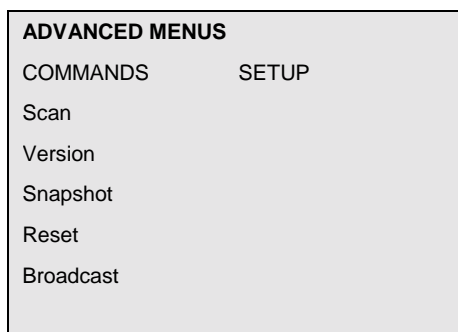 ADVANCED MENUS
COMMANDS SETUP
Scan
Version
Snapshot
Reset
Broadcast